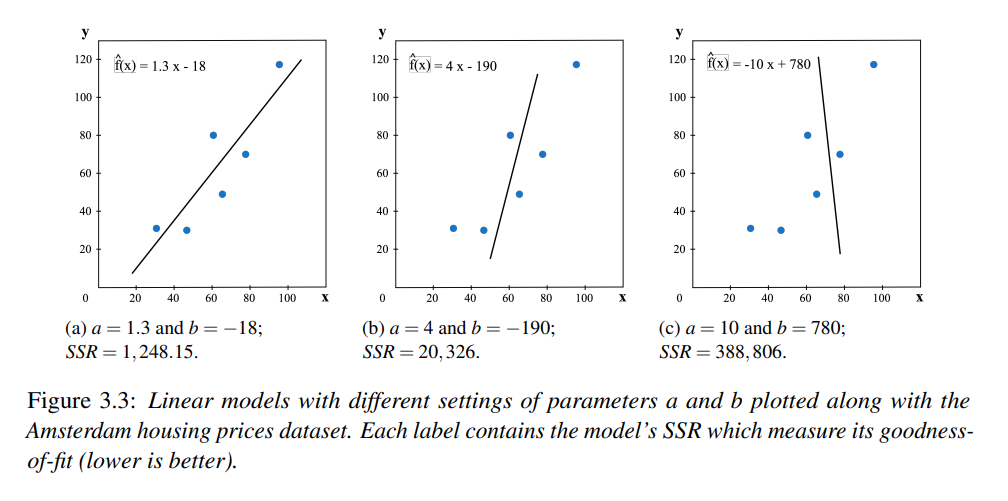 y
f̂(x) = 1.3 x - 18
120
100
80
60
40
20
0 20 40 60 80 100 x
y
f̂(x) = 4 x - 190
120
100
80
60
40
20
0 20 40 60 80 100 x
y
f̂(x) = -10 x + 780
120
100
80
60
40
20
0 20 40 60 80 100 x
(a) a = 1.3 and b = −18;
SSR = 1,248.15.
(b) a = 4 and b = −190;
SSR = 20,326.
(c) a = 10 and b = 780;
SSR = 388,806.
Figure 3.3: Linear models with different settings of parameters a and b plotted along with the
Amsterdam housing prices dataset. Each label contains the model's SSR which measure its goodness-
of-fit (lower is better).